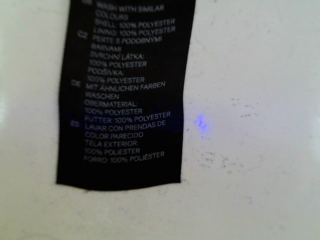 WASH WITH SIMILAR
COLOURS
SHELL: 100% POLYESTER
LINING: 100% POLYESTER
CZ PERTE S PODOBNÝMI
BARVAMI
SVRCHNÍ LÁTKA:
100% POLYESTER
PODŠÍVKA:
100% POLYESTER
DE MIT ÄHNLICHEN FARBEN
WASCHEN
OBERMATERIAL:
100% POLYESTER
FUTTER: 100% POLYESTER
ES LAVAR CON PRENDAS DE
COLOR PARECIDO
TELA EXTERIOR:
100% POLIÉSTER
FORRO: 100% POLIÉSTER